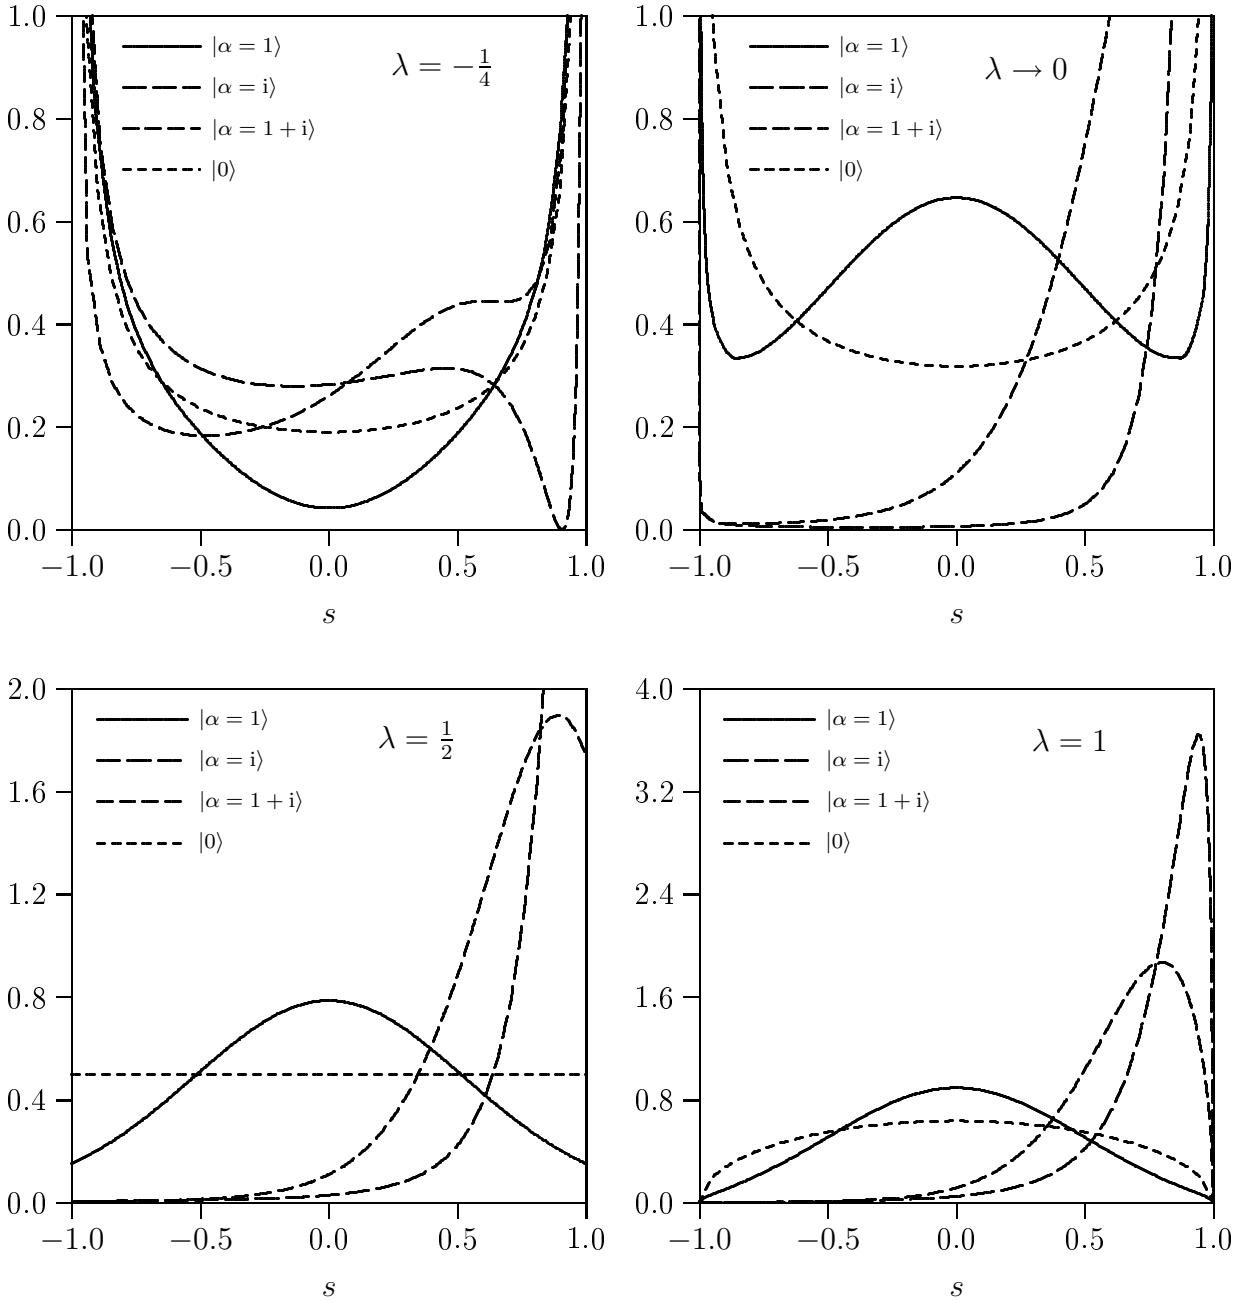 1.0
0.8
0.6
0.4
0.2
0.0
|α = 1⟩
|α = i⟩
|α = 1 + i⟩
|0⟩
λ = −1/4
−1.0 −0.5 0.0 0.5 1.0
s
1.0
0.8
0.6
0.4
0.2
0.0
|α = 1⟩
|α = i⟩
|α = 1 + i⟩
|0⟩
λ → 0
−1.0 −0.5 0.0 0.5 1.0
s
2.0
1.6
1.2
0.8
0.4
0.0
|α = 1⟩
|α = i⟩
|α = 1 + i⟩
|0⟩
λ = 1/2
−1.0 −0.5 0.0 0.5 1.0
s
4.0
3.2
2.4
1.6
0.8
0.0
|α = 1⟩
|α = i⟩
|α = 1 + i⟩
|0⟩
λ = 1
−1.0 −0.5 0.0 0.5 1.0
s